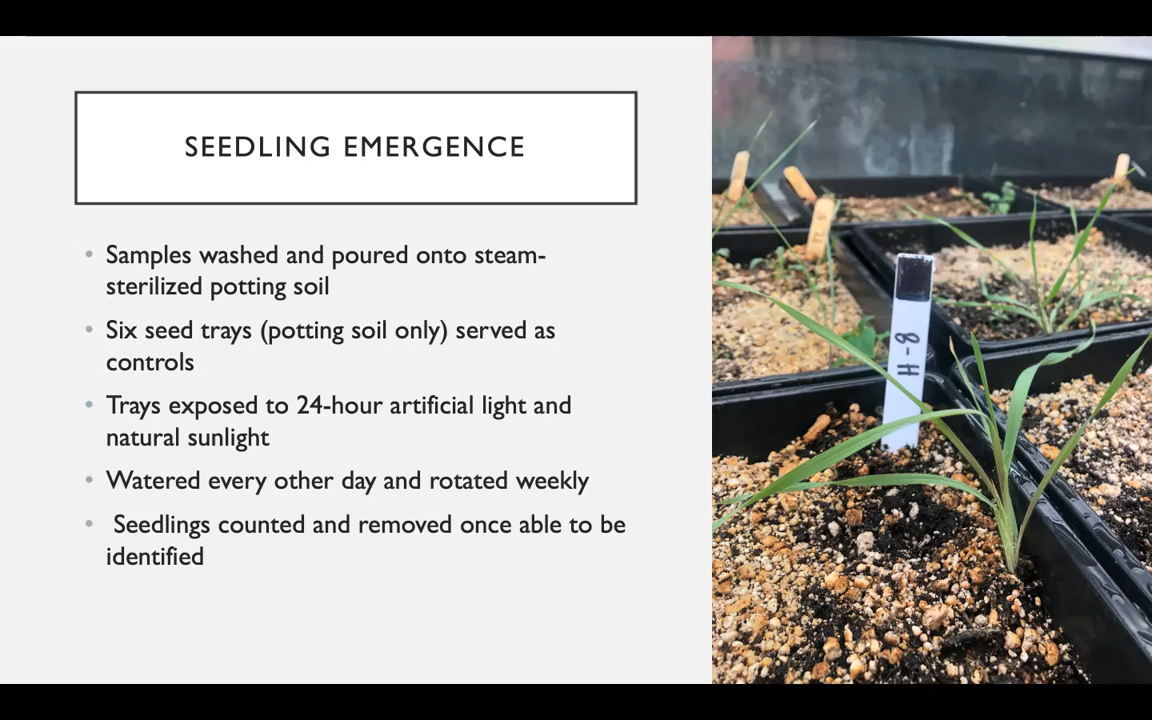 SEEDLING EMERGENCE
• Samples washed and poured onto steam-
sterilized potting soil
• Six seed trays (potting soil only) served as
controls
• Trays exposed to 24-hour artificial light and
natural sunlight
• Watered every other day and rotated weekly
• Seedlings counted and removed once able to be
identified
8-H